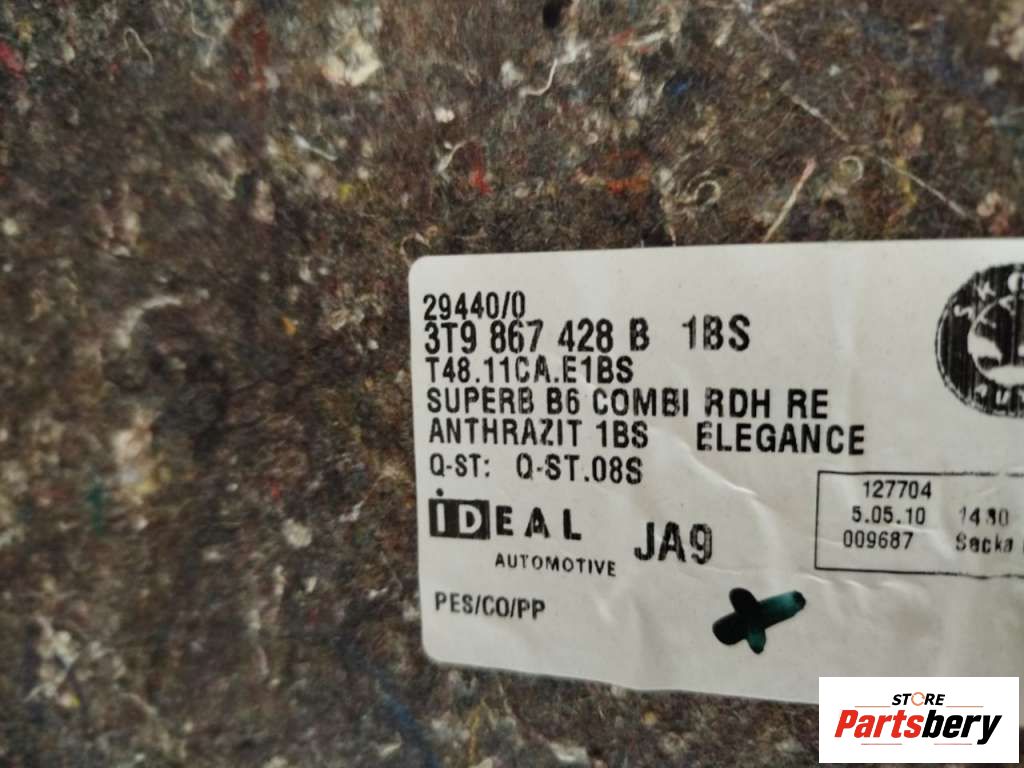 29440/0
3T9 867 428 B 1BS
T48.11CA.E1BS
SUPERB B6 COMBI RDH RE
ANTHRAZIT 1BS ELEGANCE
Q-ST: Q-ST.08S
127704
5.05.10
009687
iDEAL
AUTOMOTIVE
JA9
PES/CO/PP
STORE
Partsbery